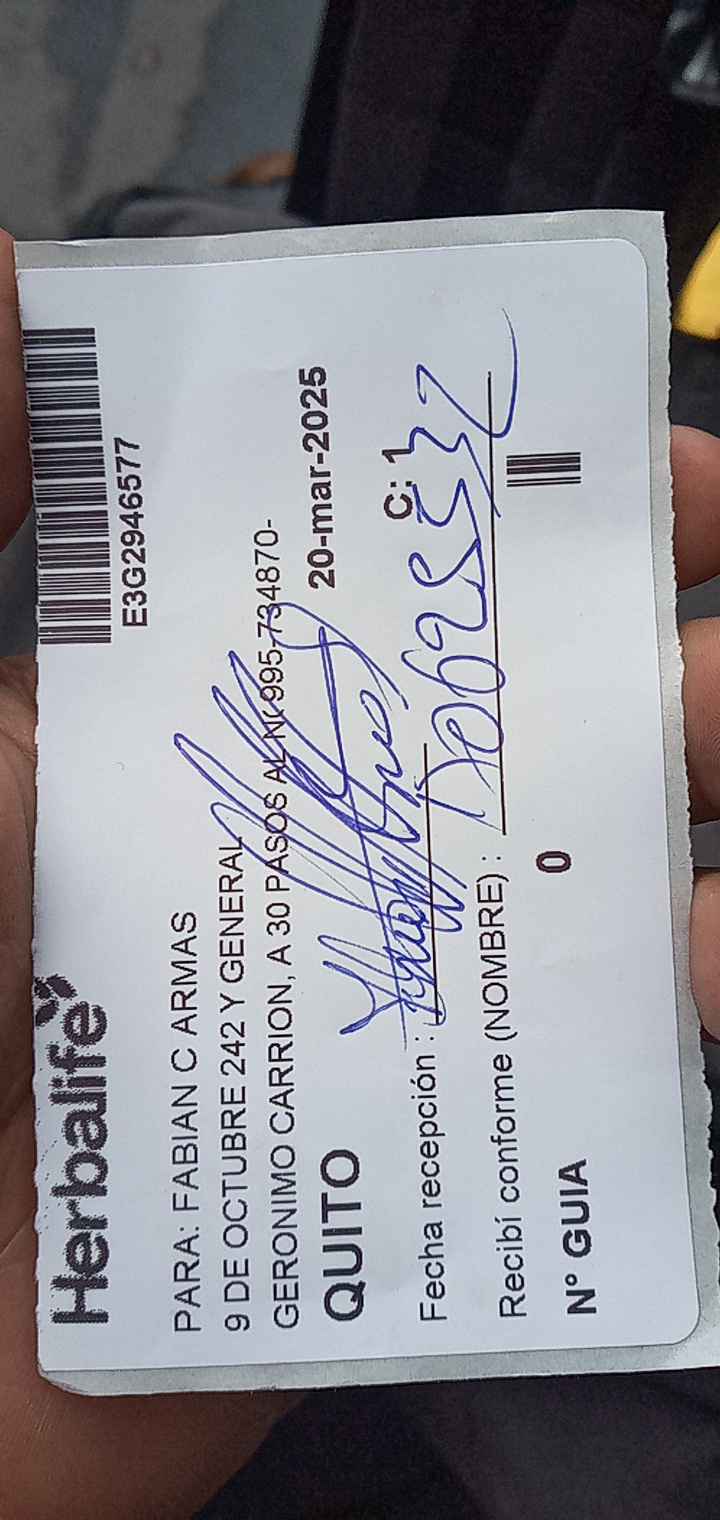 Herbalife
E3G2946577
PARA: FABIAN C ARMAS
9 DE OCTUBRE 242 Y GENERAL
GERONIMO CARRION, A 30 PASOS AL N( 995-734870-
QUITO 20-mar-2025
Fecha recepción :
C: 1
Recibí conforme (NOMBRE) :
N° GUIA 0